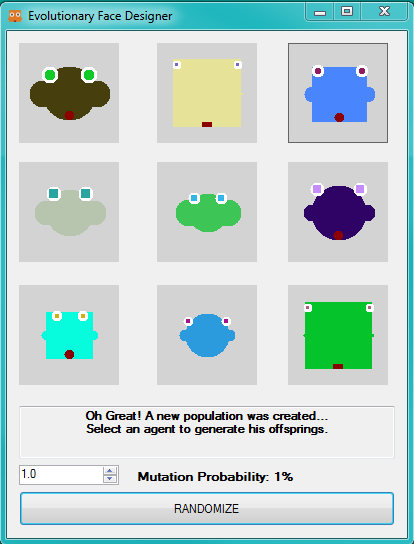 Evolutionary Face Designer
Oh Great! A new population was created...
Select an agent to generate his offsprings.
1.0
Mutation Probability: 1%
RANDOMIZE